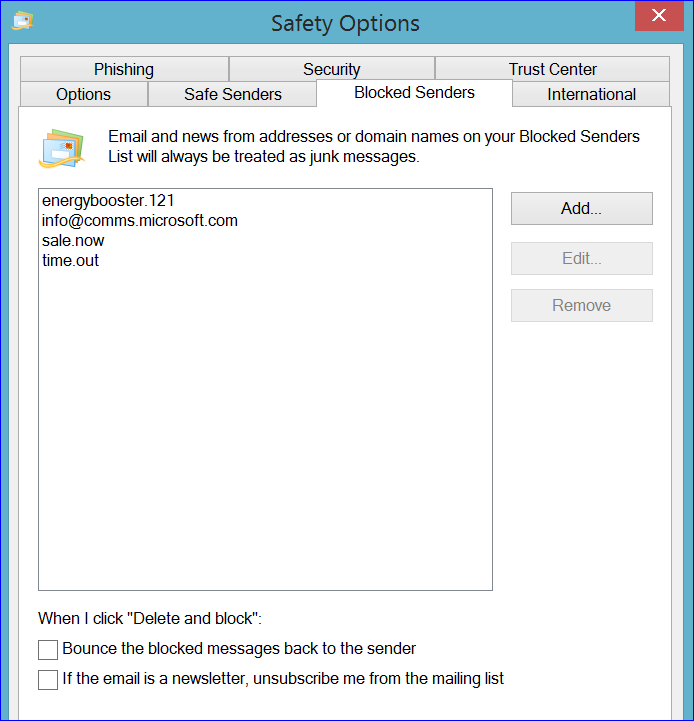 Safety Options
Phishing
Security
Trust Center
Options
Safe Senders
Blocked Senders
International
Email and news from addresses or domain names on your Blocked Senders
List will always be treated as junk messages.
energybooster.121
info@comms.microsoft.com
sale.now
time.out
Add...
Edit...
Remove
When I click "Delete and block":
Bounce the blocked messages back to the sender
If the email is a newsletter, unsubscribe me from the mailing list